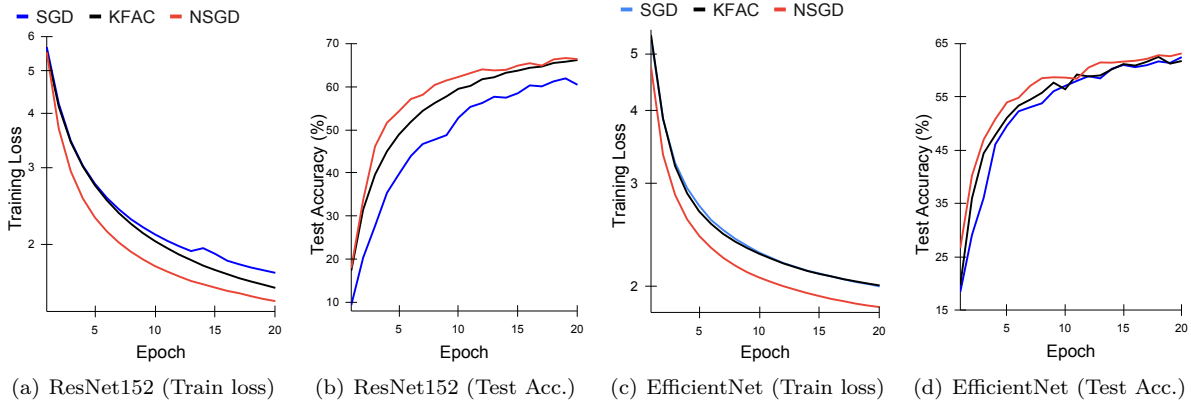 SGD KFAC NSGD
Training Loss
6
5
4
3
2
5 10 15 20
Epoch
Test Accuracy (%)
70
60
50
40
30
20
10
5 10 15 20
Epoch
SGD KFAC NSGD
Training Loss
5
4
3
2
5 10 15 20
Epoch
Test Accuracy (%)
65
55
45
35
25
15
5 10 15 20
Epoch
(a) ResNet152 (Train loss)
(b) ResNet152 (Test Acc.)
(c) EfficientNet (Train loss)
(d) EfficientNet (Test Acc.)